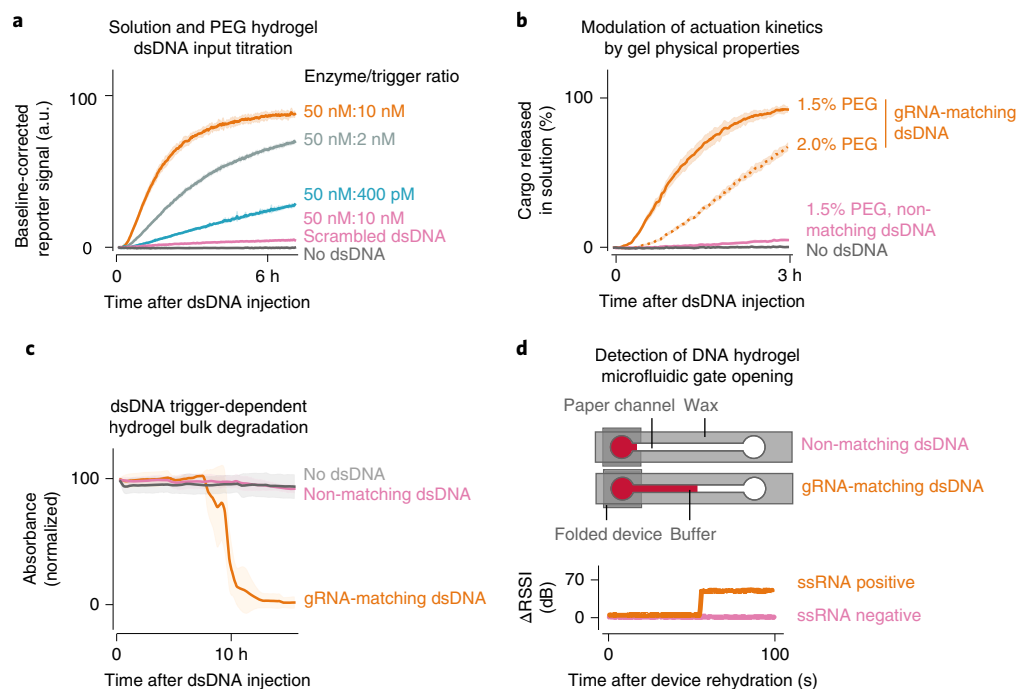 a
Solution and PEG hydrogel
dsDNA input titration
Enzyme/trigger ratio
Baseline-corrected
reporter signal (a.u.)
100
0
50 nM:10 nM
50 nM:2 nM
50 nM:400 pM
50 nM:10 nM
Scrambled dsDNA
No dsDNA
0
6 h
Time after dsDNA injection
b
Modulation of actuation kinetics
by gel physical properties
Cargo released
in solution (%)
100
0
1.5% PEG
2.0% PEG
gRNA-matching
dsDNA
1.5% PEG, non-
matching dsDNA
No dsDNA
0
3 h
Time after dsDNA injection
c
dsDNA trigger-dependent
hydrogel bulk degradation
Absorbance
(normalized)
100
0
No dsDNA
Non-matching dsDNA
gRNA-matching dsDNA
0
10 h
Time after dsDNA injection
d
Detection of DNA hydrogel
microfluidic gate opening
Paper channel Wax
Non-matching dsDNA
gRNA-matching dsDNA
Folded device Buffer
ΔRSSI
(dB)
70
0
ssRNA positive
ssRNA negative
0
100
Time after device rehydration (s)